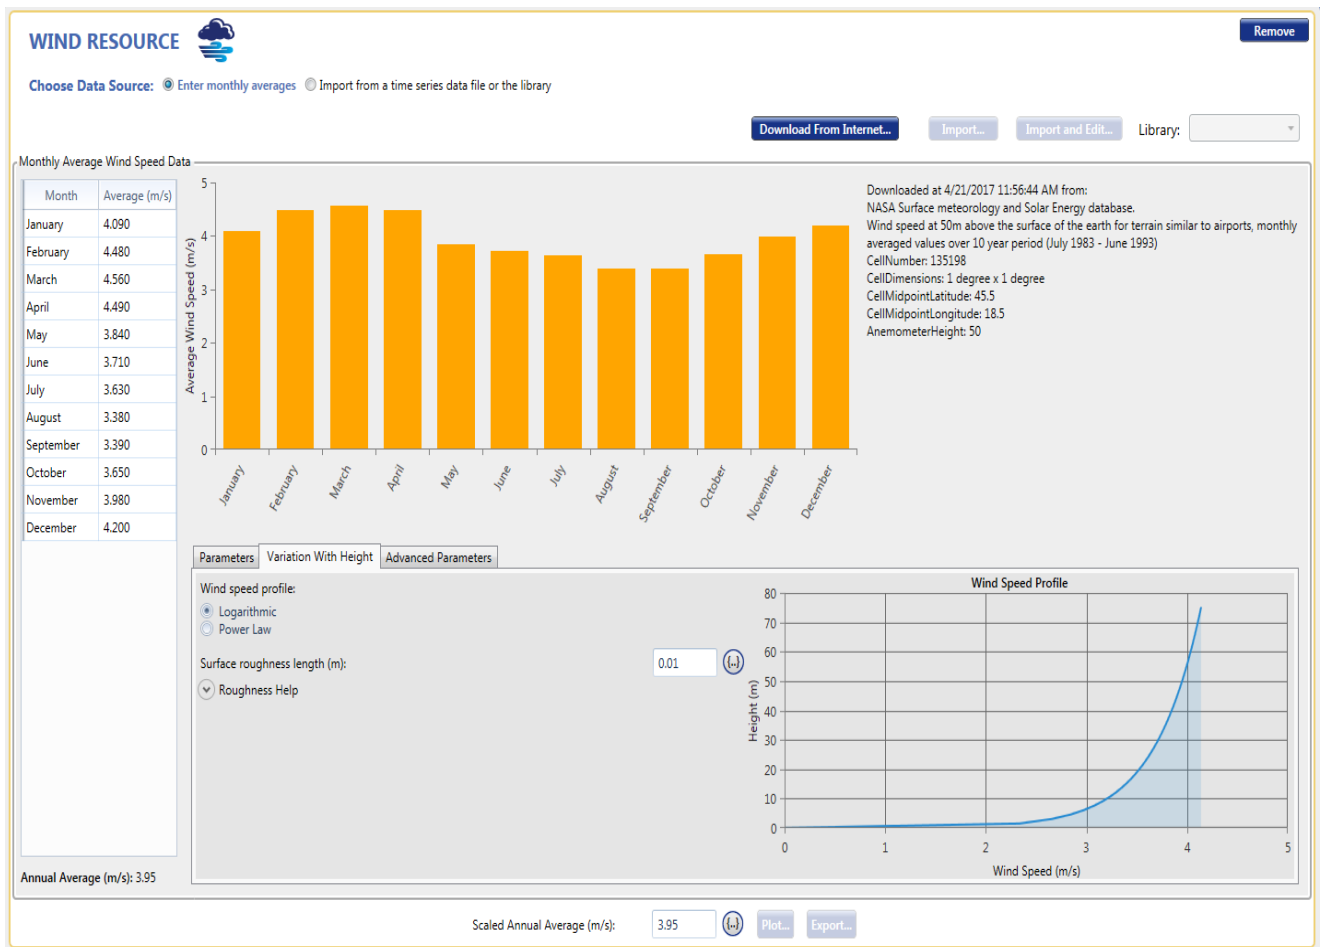 WIND RESOURCE
Remove
Choose Data Source: Enter monthly averages Import from a time series data file or the library
Download From Internet... Import... Import and Edit... Library:
Monthly Average Wind Speed Data
Month Average (m/s)
January 4.090
February 4.480
March 4.560
April 4.490
May 3.840
June 3.710
July 3.630
August 3.380
September 3.390
October 3.650
November 3.980
December 4.200
Annual Average (m/s): 3.95
Average Wind Speed (m/s)
5
4
3
2
1
0
January February March April May June July August September October November December
Downloaded at 4/21/2017 11:56:44 AM from:
NASA Surface meteorology and Solar Energy database.
Wind speed at 50m above the surface of the earth for terrain similar to airports, monthly
averaged values over 10 year period (July 1983 - June 1993)
CellNumber: 135198
CellDimensions: 1 degree x 1 degree
CellMidpointLatitude: 45.5
CellMidpointLongitude: 18.5
AnemometerHeight: 50
Parameters Variation With Height Advanced Parameters
Wind speed profile:
Logarithmic
Power Law
Surface roughness length (m): 0.01 {..}
Roughness Help
Wind Speed Profile
Height (m)
80
70
60
50
40
30
20
10
0
0 1 2 3 4 5
Wind Speed (m/s)
Scaled Annual Average (m/s): 3.95 {..} Plot... Export...